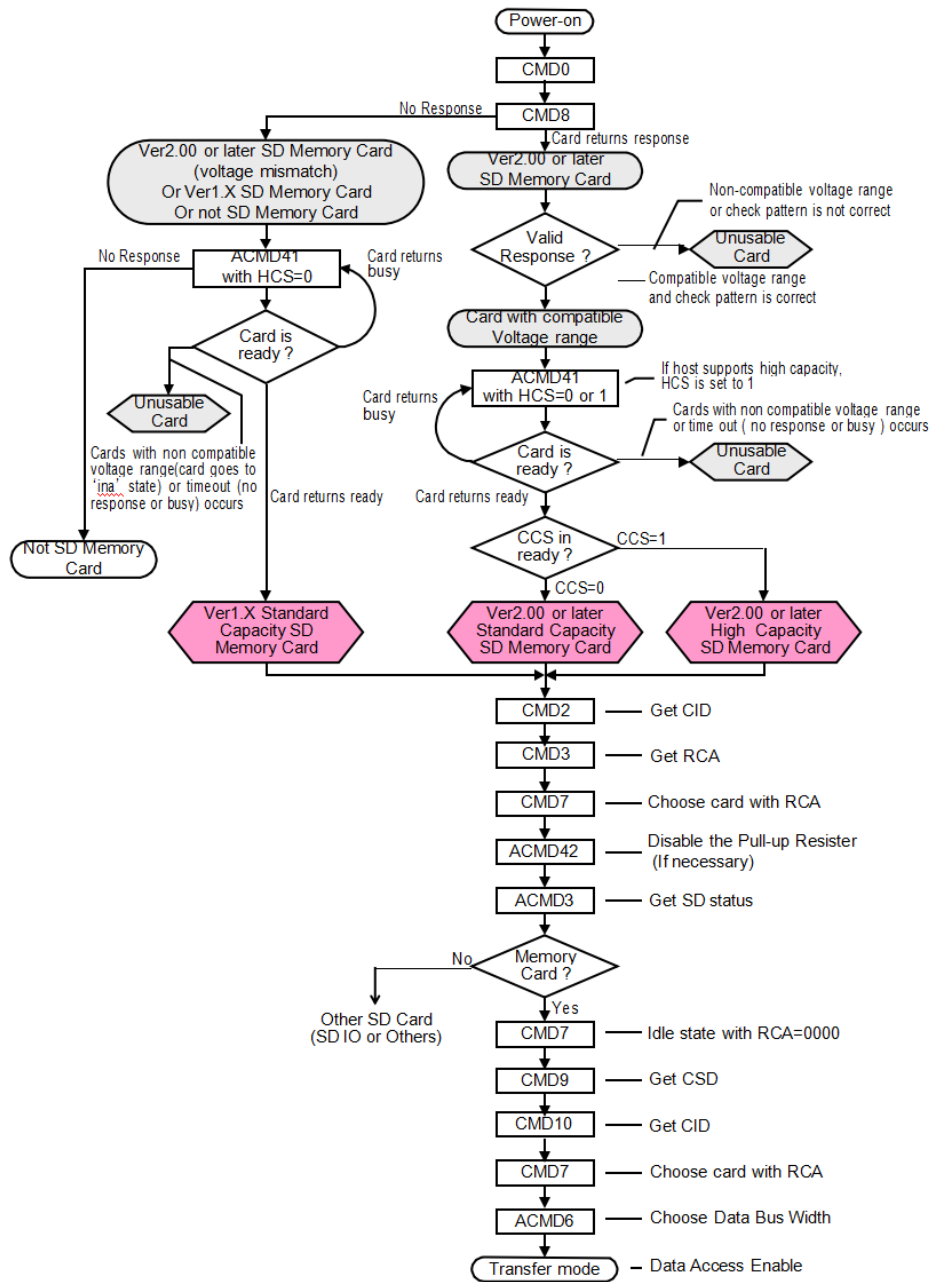 Power-on
CMD0
No Response
CMD8
Card returns response
Ver2.00 or later SD Memory Card
(voltage mismatch)
Or Ver1.X SD Memory Card
Or not SD Memory Card
Ver2.00 or later
SD Memory Card
Non-compatible voltage range
or check pattern is not correct
Valid
Response ?
Unusable
Card
Compatible voltage range
and check pattern is correct
No Response
ACMD41
with HCS=0
Card returns
busy
Card is
ready ?
Card with compatible
Voltage range
ACMD41
with HCS=0 or 1
If host supports high capacity,
HCS is set to 1
Card returns
busy
Cards with non compatible voltage range
or time out ( no response or busy ) occurs
Unusable
Card
Card is
ready ?
Unusable
Card
Cards with non compatible
voltage range(card goes to
‘ina’ state) or timeout (no
response or busy) occurs
Card returns ready
Card returns ready
CCS in
ready ?
CCS=1
CCS=0
Not SD Memory
Card
Ver1.X Standard
Capacity SD
Memory Card
Ver2.00 or later
Standard Capacity
SD Memory Card
Ver2.00 or later
High Capacity
SD Memory Card
CMD2
Get CID
CMD3
Get RCA
CMD7
Choose card with RCA
ACMD42
Disable the Pull-up Resister
(If necessary)
ACMD3
Get SD status
Memory
Card ?
No
Other SD Card
(SD IO or Others)
Yes
CMD7
Idle state with RCA=0000
CMD9
Get CSD
CMD10
Get CID
CMD7
Choose card with RCA
ACMD6
Choose Data Bus Width
Transfer mode
Data Access Enable